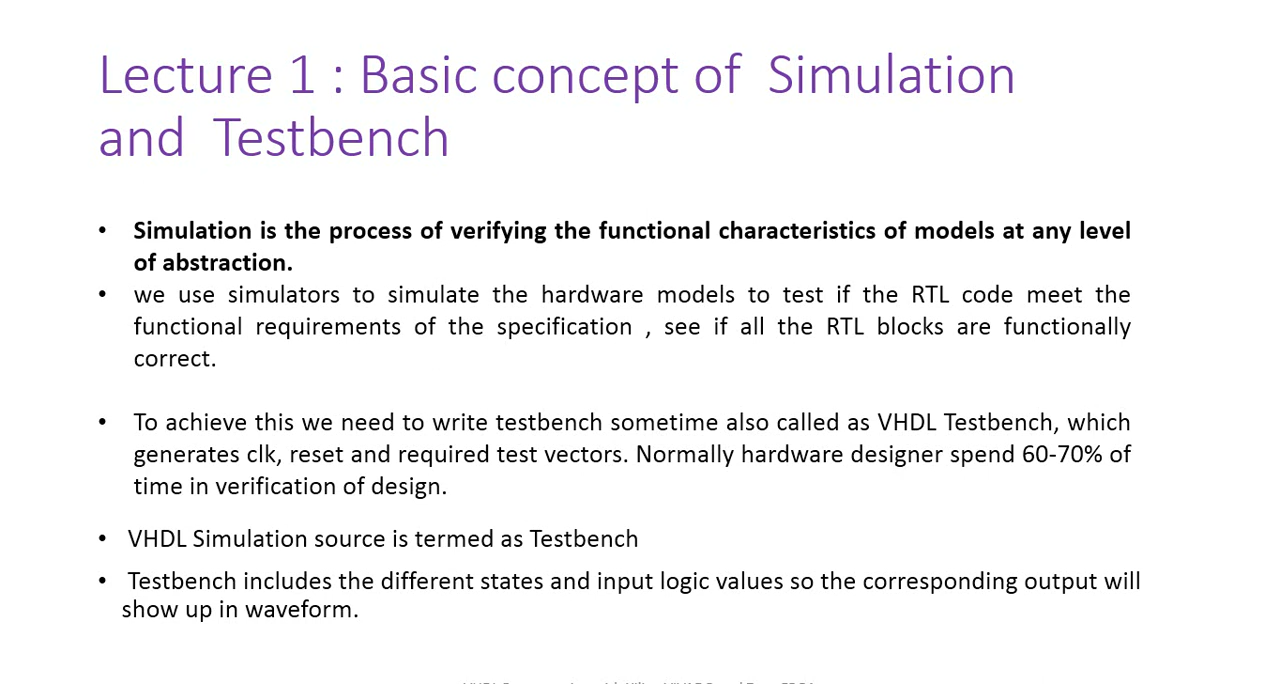 Lecture 1 : Basic concept of Simulation
and Testbench
• Simulation is the process of verifying the functional characteristics of models at any level
of abstraction.
• we use simulators to simulate the hardware models to test if the RTL code meet the
functional requirements of the specification , see if all the RTL blocks are functionally
correct.
• To achieve this we need to write testbench sometime also called as VHDL Testbench, which
generates clk, reset and required test vectors. Normally hardware designer spend 60-70% of
time in verification of design.
• VHDL Simulation source is termed as Testbench
• Testbench includes the different states and input logic values so the corresponding output will
show up in waveform.